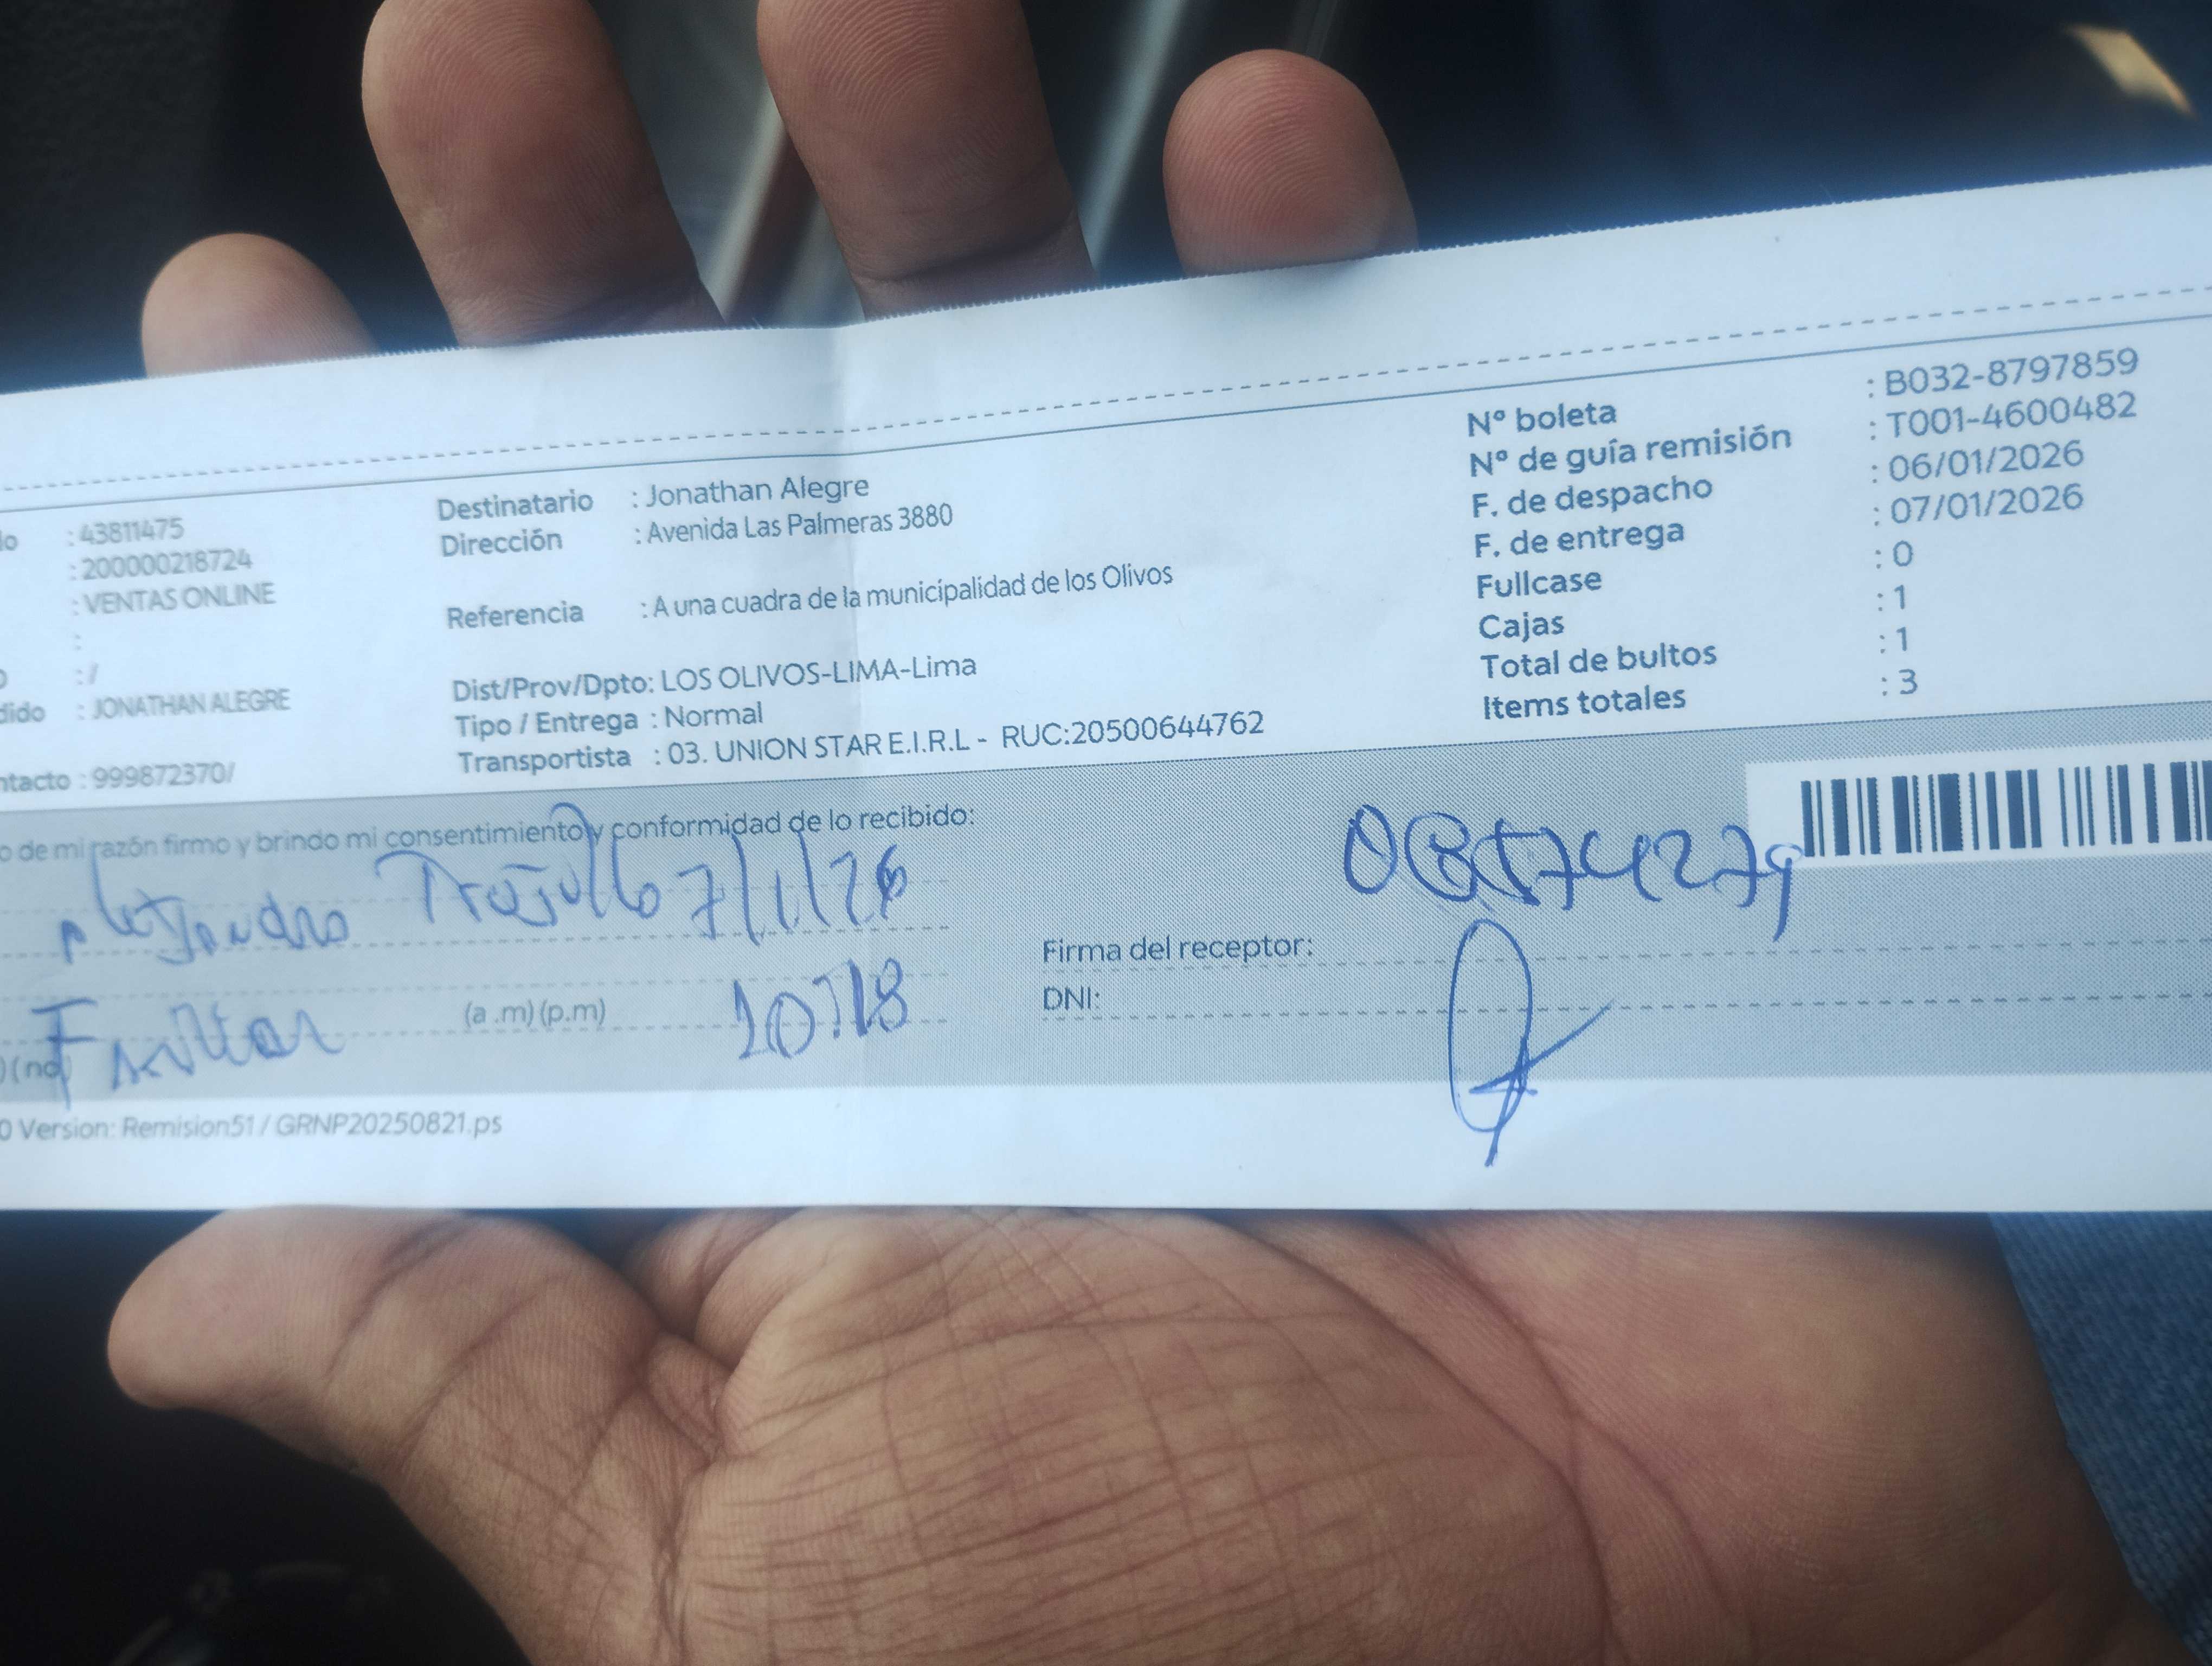 Nº boleta : B032-8797859
Nº de guía remisión : T001-4600482
F. de despacho : 06/01/2026
F. de entrega : 07/01/2026
Fullcase : 0
Cajas : 1
Total de bultos : 1
Items totales : 3
: 43811475
: 200000218724
: VENTAS ONLINE
:
: /
dido : JONATHAN ALEGRE
ntacto : 999872370/
Destinatario : Jonathan Alegre
Dirección : Avenida Las Palmeras 3880
Referencia : A una cuadra de la municipalidad de los Olivos
Dist/Prov/Dpto: LOS OLIVOS-LIMA-Lima
Tipo / Entrega : Normal
Transportista : 03. UNION STAR E.I.R.L - RUC:20500644762
o de mi razón firmo y brindo mi consentimiento y conformidad de lo recibido:
Alejandro Trujillo 7/1/26
(a .m) (p.m) 10:18
) (no)
Firma del receptor:
DNI:
0 Version: Remision51 / GRNP20250821.ps